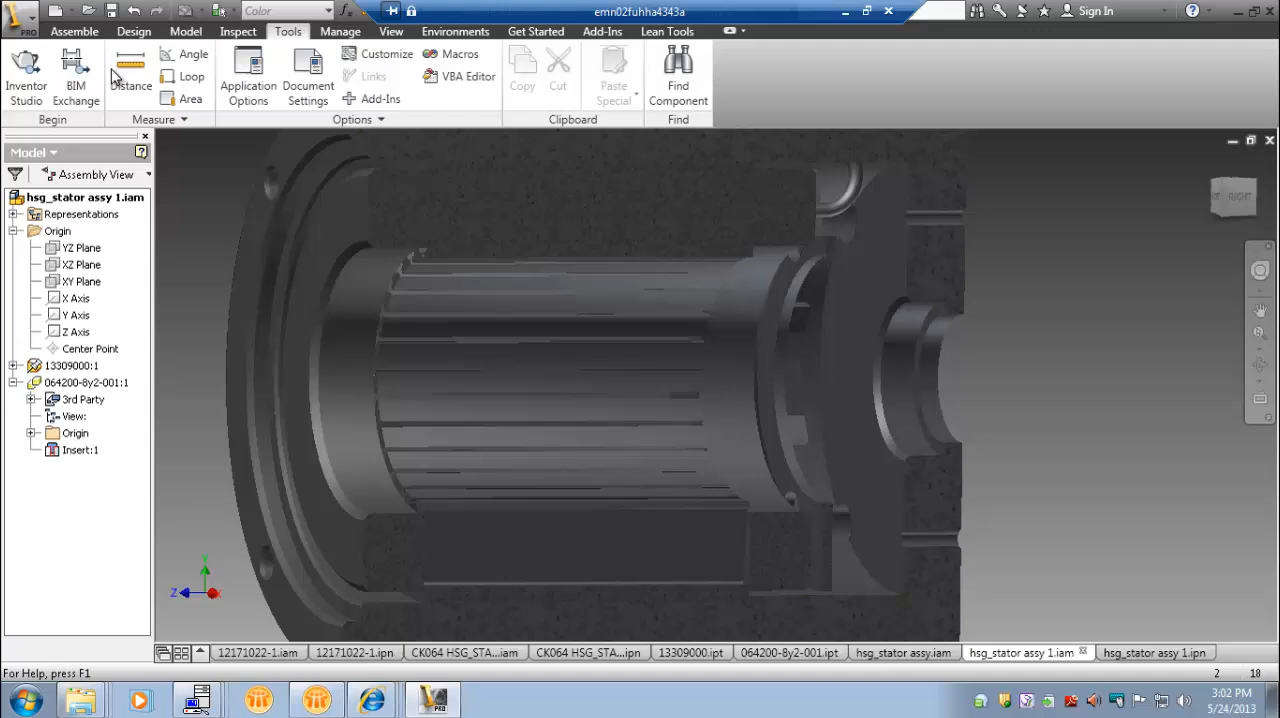 PRO
Color
emn02fuhha4343a
Sign In
Assemble Design Model Inspect Tools Manage View Environments Get Started Add-Ins Lean Tools
Inventor Studio
BIM Exchange
Distance
Angle
Loop
Area
Application Options
Document Settings
Customize
Links
Add-Ins
Macros
VBA Editor
Copy
Cut
Paste Special
Find Component
Begin Measure Options Clipboard Find
Model
Assembly View
hsg_stator assy 1.iam
Representations
Origin
YZ Plane
XZ Plane
XY Plane
X Axis
Y Axis
Z Axis
Center Point
13309000:1
064200-8y2-001:1
3rd Party
View:
Origin
Insert:1
RIGHT
Y
Z
X
12171022-1.iam 12171022-1.ipn CK064 HSG_STA...iam CK064 HSG_STA...ipn 13309000.ipt 064200-8y2-001.ipt hsg_stator assy.iam hsg_stator assy 1.iam hsg_stator assy 1.ipn
For Help, press F1
2 18
PRO
3:02 PM
5/24/2013